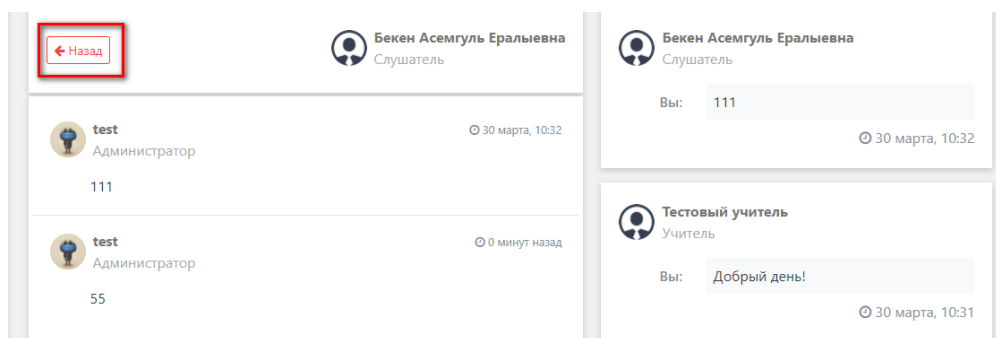 Назад
Бекен Асемгуль Ералыевна
Слушатель
test
30 марта, 10:32
Администратор
111
test
0 минут назад
Администратор
55
Бекен Асемгуль Ералыевна
Слушатель
Вы: 111
30 марта, 10:32
Тестовый учитель
Учитель
Вы: Добрый день!
30 марта, 10:31